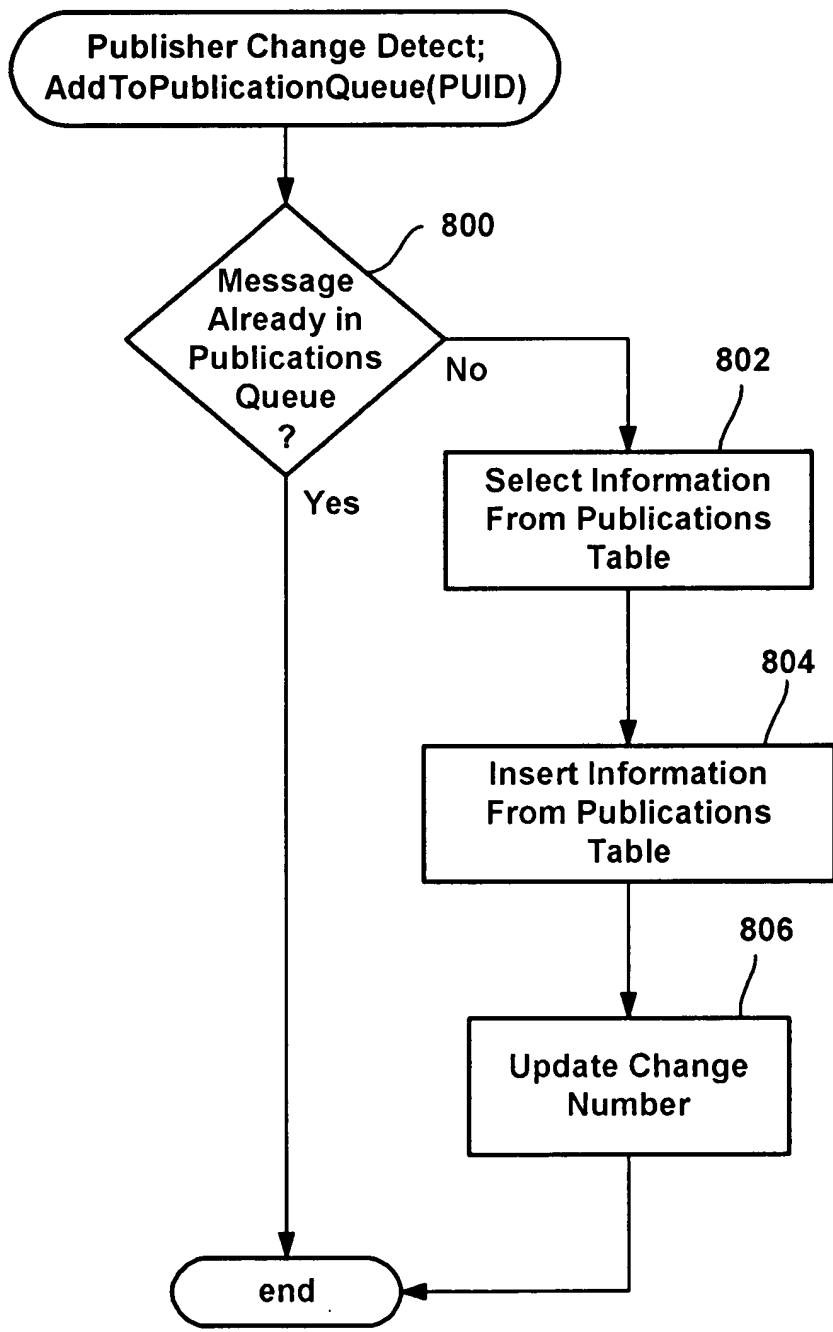 Publisher Change Detect;
AddToPublicationQueue(PUID)
800
Message
Already in
Publications
Queue
?
No
Yes
802
Select Information
From Publications
Table
804
Insert Information
From Publications
Table
806
Update Change
Number
end